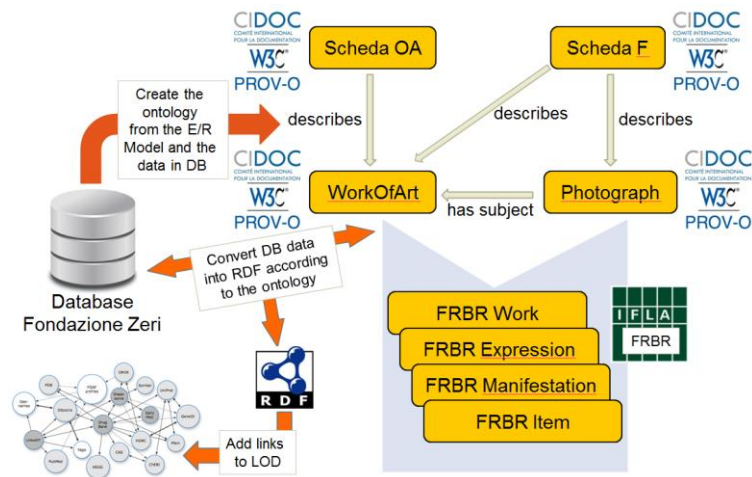 CIDOC
COMITÉ INTERNATIONAL
POUR LA DOCUMENTATION
W3C®
PROV-O
Scheda OA
Scheda F
CIDOC
COMITÉ INTERNATIONAL
POUR LA DOCUMENTATION
W3C®
PROV-O
Create the
ontology
from the E/R
Model and the
data in DB
describes
describes
describes
CIDOC
COMITÉ INTERNATIONAL
POUR LA DOCUMENTATION
W3C®
PROV-O
WorkOfArt
has subject
Photograph
CIDOC
COMITÉ INTERNATIONAL
POUR LA DOCUMENTATION
W3C®
PROV-O
Convert DB data
into RDF according
to the ontology
Database
Fondazione Zeri
FRBR Work
FRBR Expression
FRBR Manifestation
FRBR Item
IFLA
FRBR
RDF
Add links
to LOD